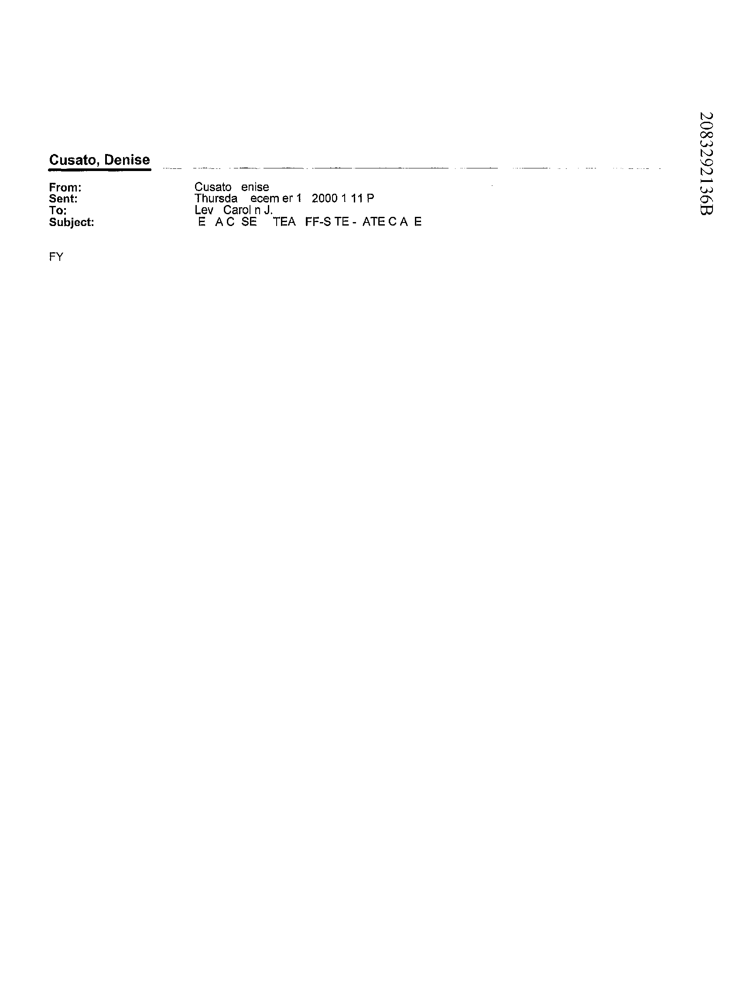 Cusato, Denise
From: Cusato enise
Sent: Thursda ecem er 1 2000 1 11 P
To: Lev Carol n J.
Subject: E A C SE TEA FF-S TE - ATE C A E
FY
2083292136B